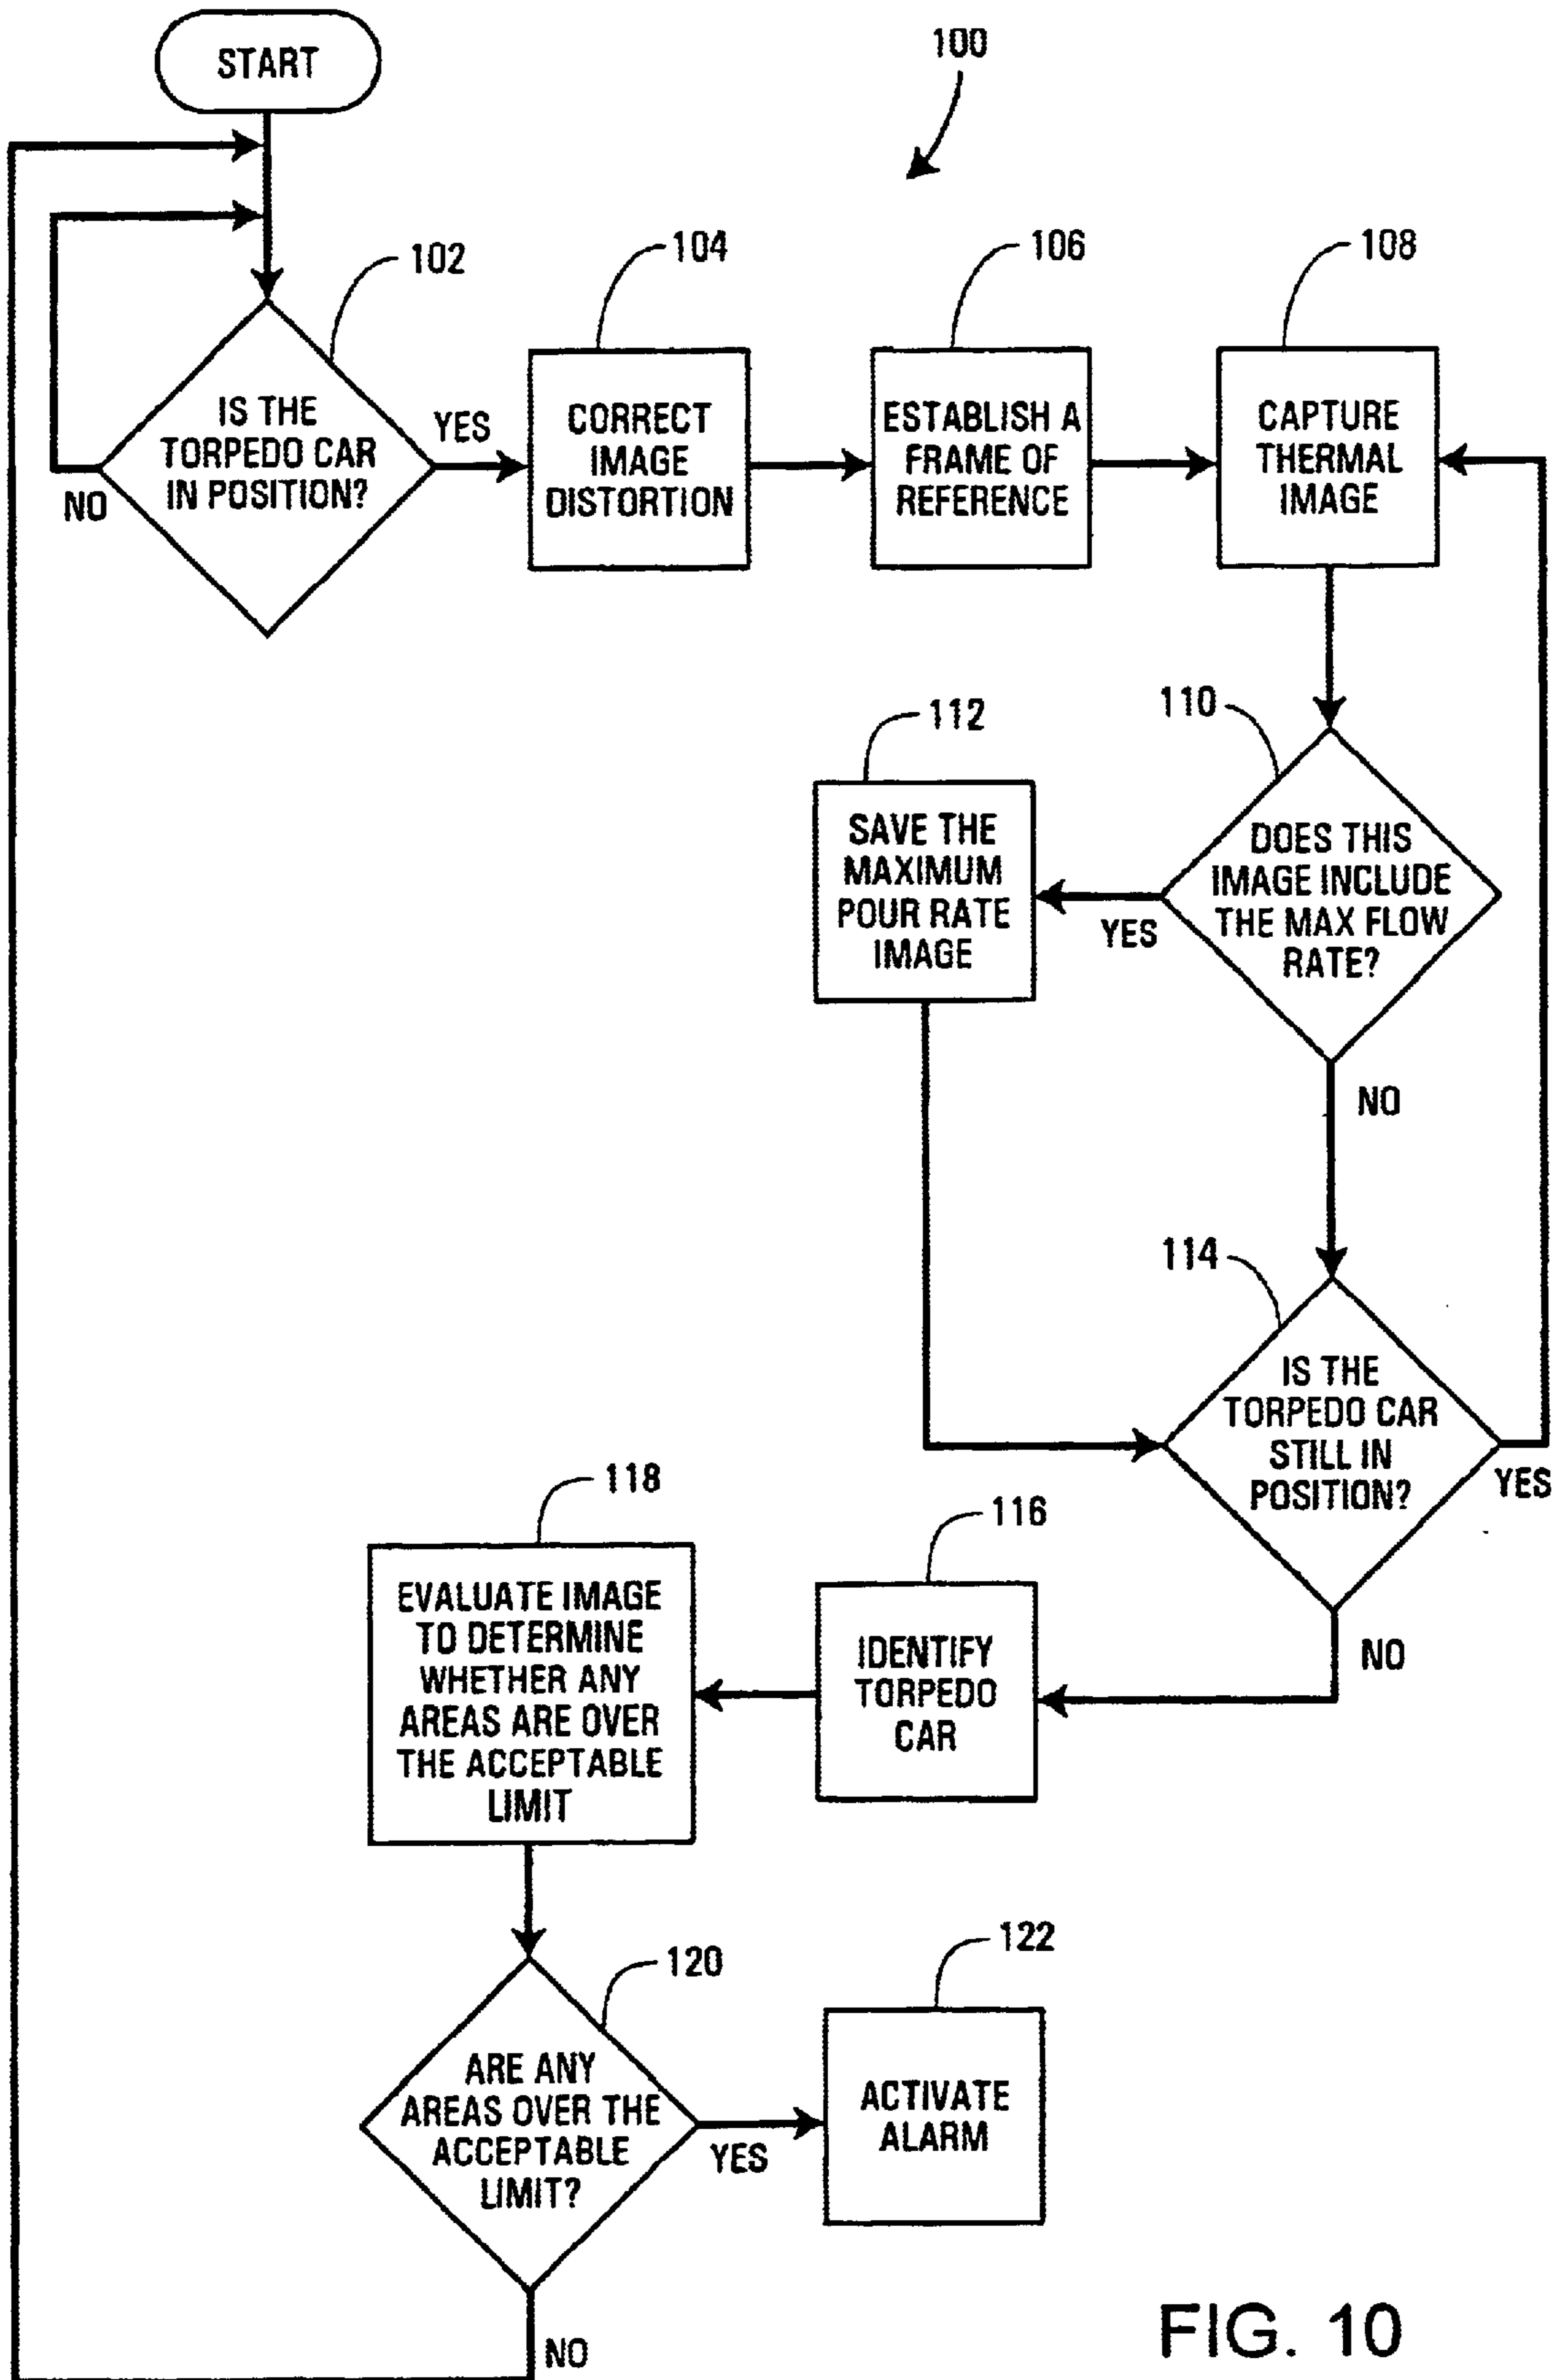 START
100
102
IS THE
TORPEDO CAR
IN POSITION?
YES
NO
104
CORRECT
IMAGE
DISTORTION
106
ESTABLISH A
FRAME OF
REFERENCE
108
CAPTURE
THERMAL
IMAGE
110
DOES THIS
IMAGE INCLUDE
THE MAX FLOW
RATE?
YES
NO
112
SAVE THE
MAXIMUM
POUR RATE
IMAGE
114
IS THE
TORPEDO CAR
STILL IN
POSITION?
YES
NO
116
IDENTIFY
TORPEDO
CAR
118
EVALUATE IMAGE
TO DETERMINE
WHETHER ANY
AREAS ARE OVER
THE ACCEPTABLE
LIMIT
120
ARE ANY
AREAS OVER THE
ACCEPTABLE
LIMIT?
YES
NO
122
ACTIVATE
ALARM
FIG. 10